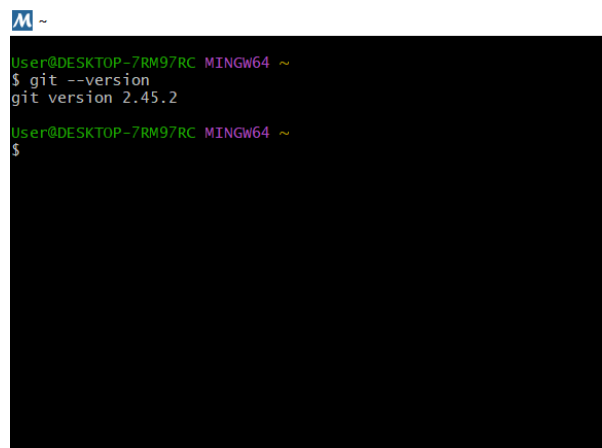 M ~
User@DESKTOP-7RM97RC MINGW64 ~
$ git --version
git version 2.45.2
User@DESKTOP-7RM97RC MINGW64 ~
$